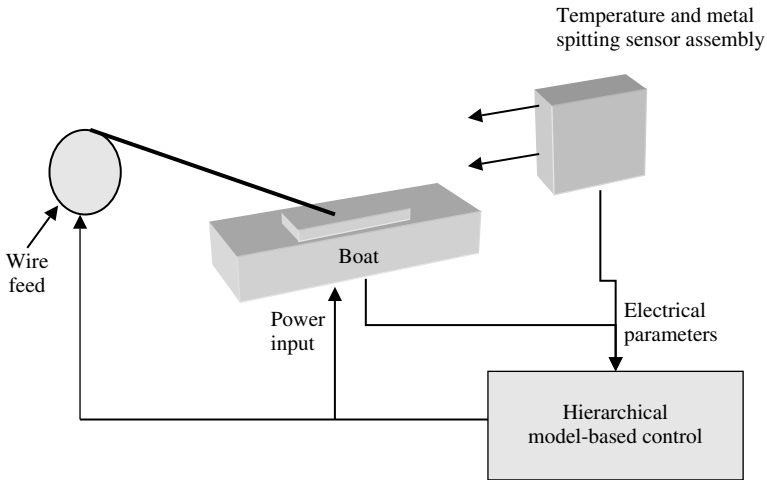 Temperature and metal
spitting sensor assembly
Wire
feed
Boat
Power
input
Electrical
parameters
Hierarchical
model-based control